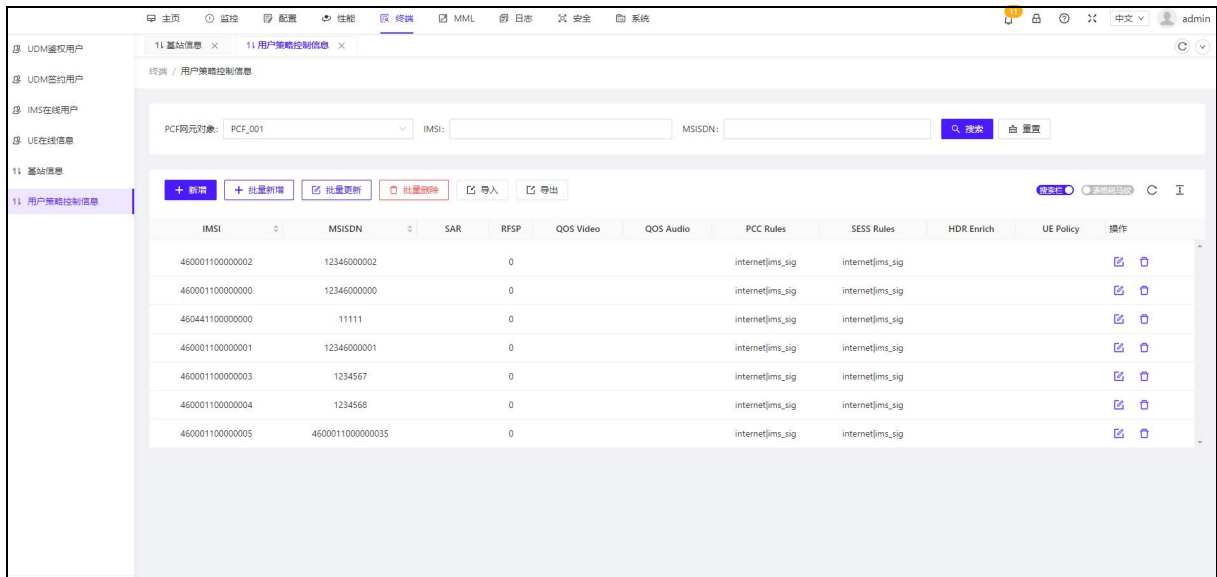 主页 监控 配置 性能 终端 MML 日志 安全 系统 11 中文 admin
UDM鉴权用户
UDM签约用户
IMS在线用户
UE在线信息
基站信息
用户策略控制信息
基站信息 × 用户策略控制信息 ×
终端 / 用户策略控制信息
PCF网元对象: PCF_001 IMSI: MSISDN: 搜索 重置
+ 新增 + 批量新增 批量更新 批量删除 导入 导出 搜索栏 表格斑马纹
IMSI MSISDN SAR RFSP QOS Video QOS Audio PCC Rules SESS Rules HDR Enrich UE Policy 操作
460001100000002 12346000002 0 internet|ims_sig internet|ims_sig
460001100000000 12346000000 0 internet|ims_sig internet|ims_sig
460441100000000 11111 0 internet|ims_sig internet|ims_sig
460001100000001 12346000001 0 internet|ims_sig internet|ims_sig
460001100000003 1234567 0 internet|ims_sig internet|ims_sig
460001100000004 1234568 0 internet|ims_sig internet|ims_sig
460001100000005 4600011000000035 0 internet|ims_sig internet|ims_sig